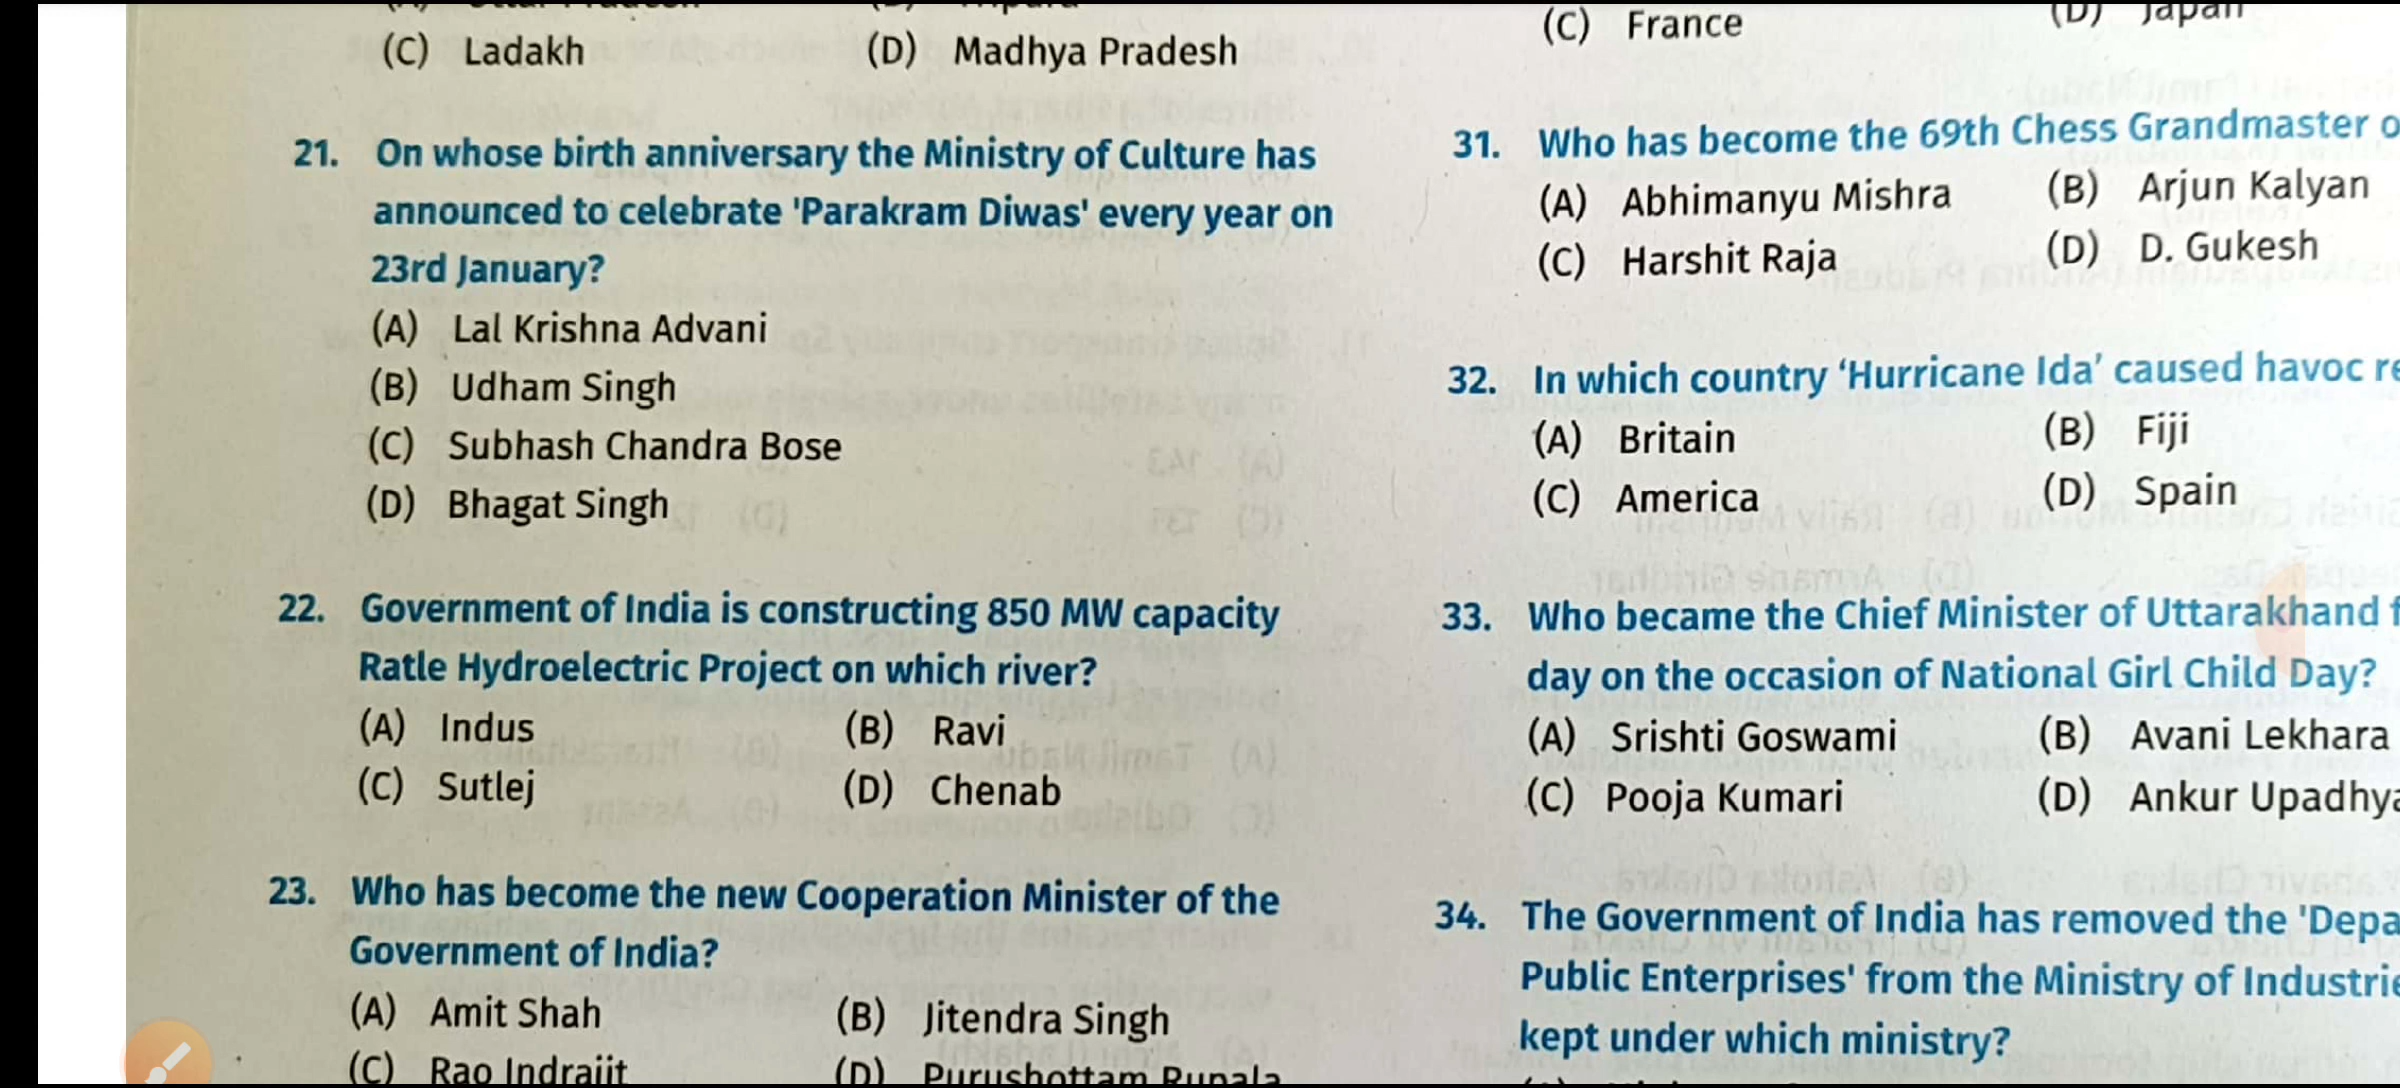 (C) Ladakh (D) Madhya Pradesh
21. On whose birth anniversary the Ministry of Culture has
announced to celebrate 'Parakram Diwas' every year on
23rd January?
(A) Lal Krishna Advani
(B) Udham Singh
(C) Subhash Chandra Bose
(D) Bhagat Singh
22. Government of India is constructing 850 MW capacity
Ratle Hydroelectric Project on which river?
(A) Indus (B) Ravi
(C) Sutlej (D) Chenab
23. Who has become the new Cooperation Minister of the
Government of India?
(A) Amit Shah (B) Jitendra Singh
(C) Rao Indrajit (D) Purushottam Rupala
(C) France (D) Japan
31. Who has become the 69th Chess Grandmaster
(A) Abhimanyu Mishra (B) Arjun Kalyan
(C) Harshit Raja (D) D. Gukesh
32. In which country ‘Hurricane Ida’ caused havoc
(A) Britain (B) Fiji
(C) America (D) Spain
33. Who became the Chief Minister of Uttarakhand
day on the occasion of National Girl Child Day?
(A) Srishti Goswami (B) Avani Lekhara
(C) Pooja Kumari (D) Ankur
34. The Government of India has removed the
Public Enterprises' from the Ministry of
kept under which ministry?